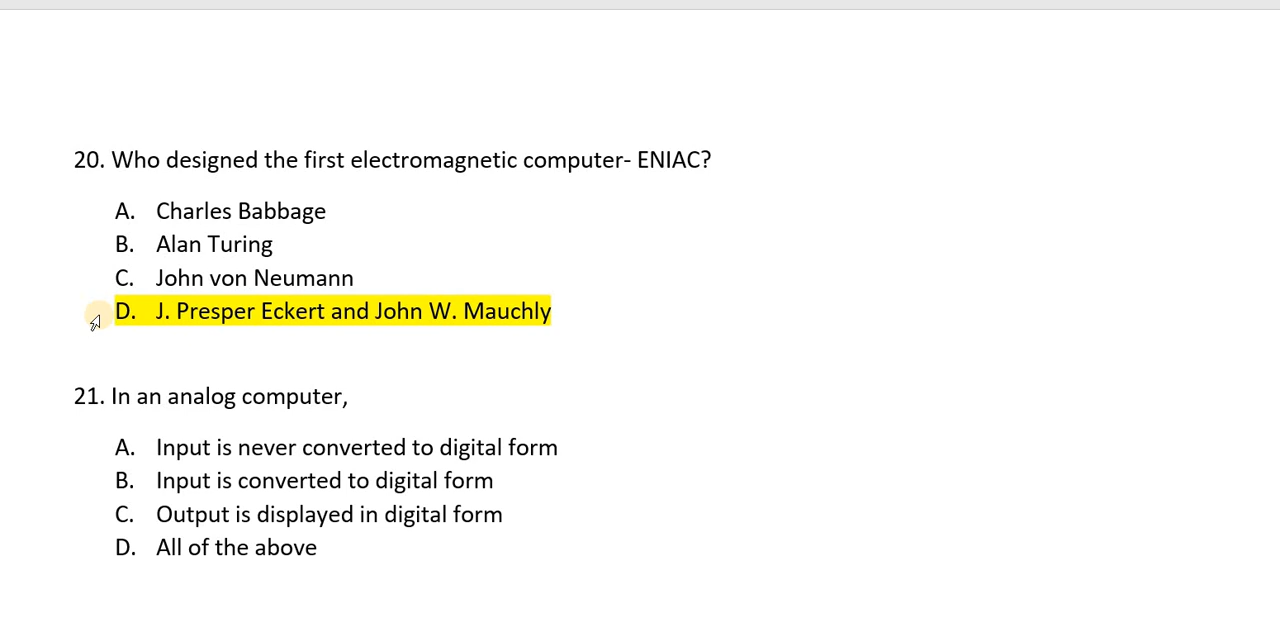 20. Who designed the first electromagnetic computer- ENIAC?
A. Charles Babbage
B. Alan Turing
C. John von Neumann
D. J. Presper Eckert and John W. Mauchly
21. In an analog computer,
A. Input is never converted to digital form
B. Input is converted to digital form
C. Output is displayed in digital form
D. All of the above